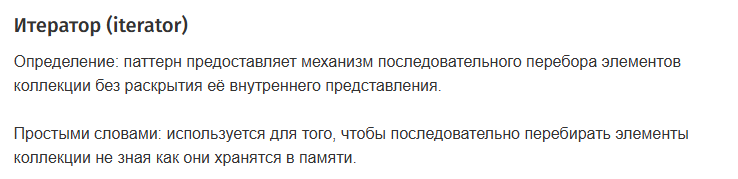 Итератор (iterator)
Определение: паттерн предоставляет механизм последовательного перебора элементов
коллекции без раскрытия её внутреннего представления.
Простыми словами: используется для того, чтобы последовательно перебирать элементы
коллекции не зная как они хранятся в памяти.